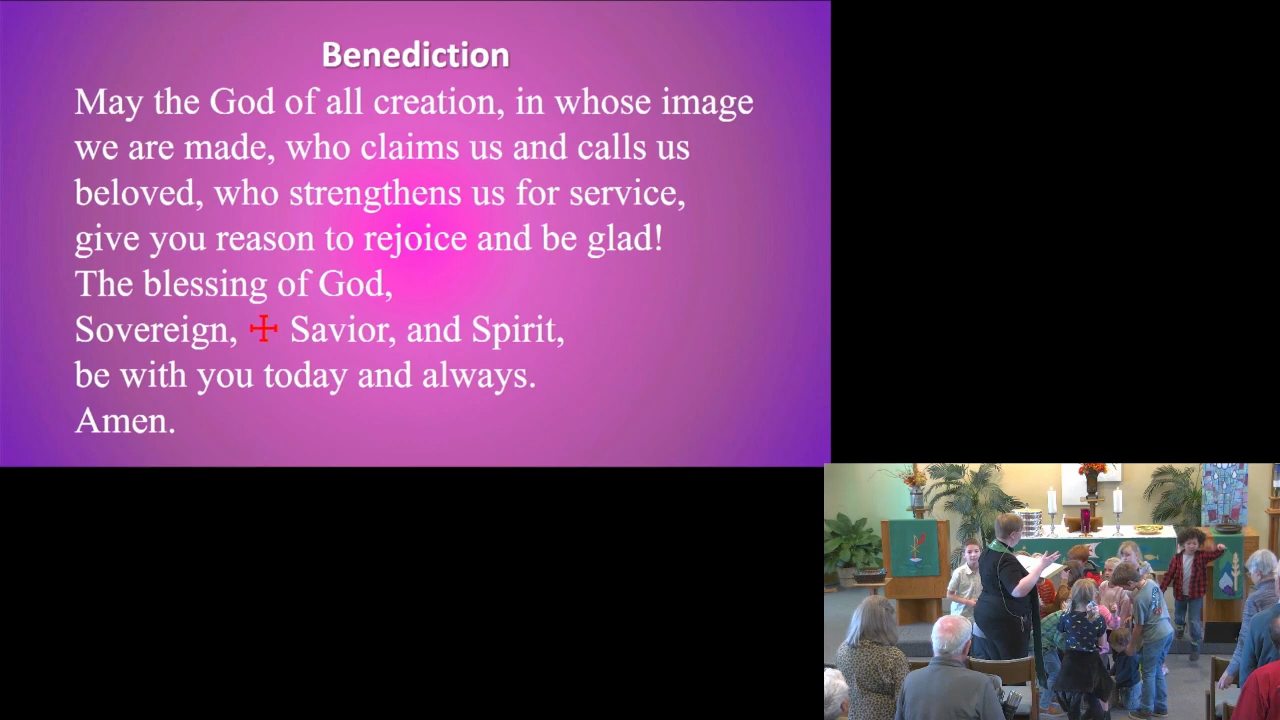 Benediction
May the God of all creation, in whose image
we are made, who claims us and calls us
beloved, who strengthens us for service,
give you reason to rejoice and be glad!
The blessing of God,
Sovereign, ☩ Savior, and Spirit,
be with you today and always.
Amen.